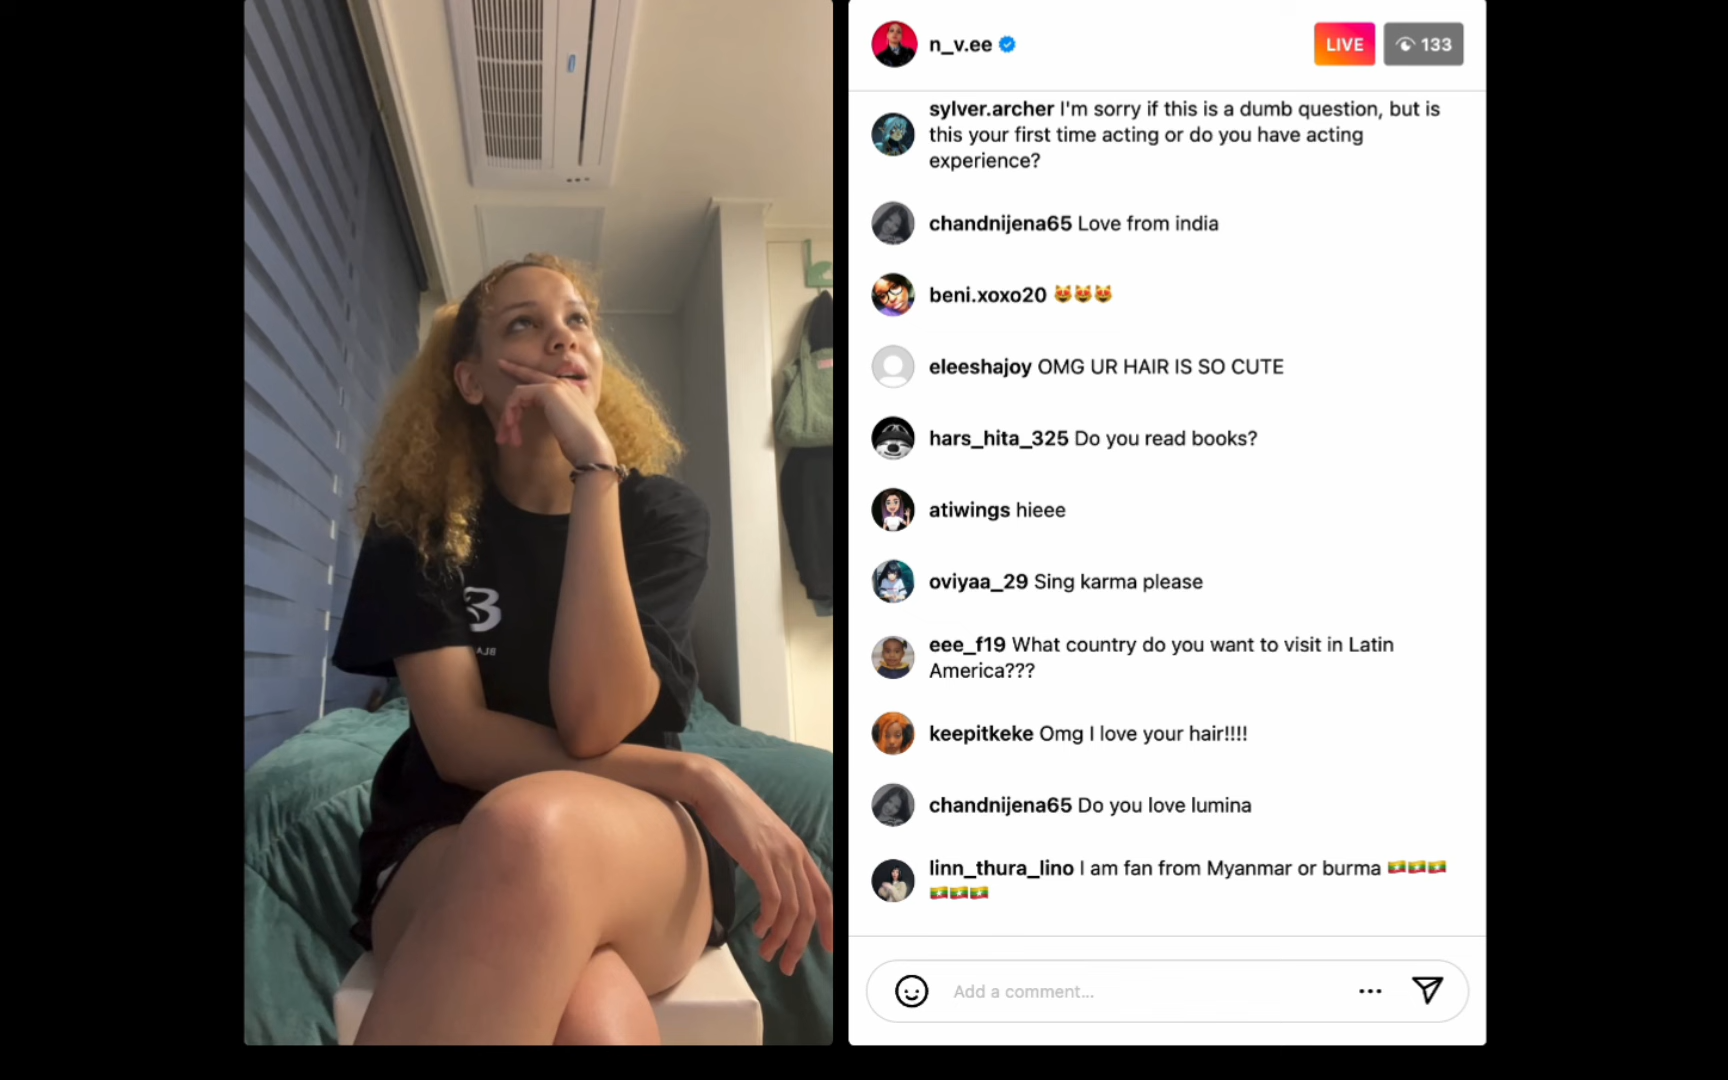 n_v.ee
LIVE
133
sylver.archer I'm sorry if this is a dumb question, but is
this your first time acting or do you have acting
experience?
chandnijena65 Love from india
beni.xoxo20 😻😻😻
eleeshajoy OMG UR HAIR IS SO CUTE
hars_hita_325 Do you read books?
atiwings hieee
oviyaa_29 Sing karma please
eee_f19 What country do you want to visit in Latin
America???
keepitkeke Omg I love your hair!!!!
chandnijena65 Do you love lumina
linn_thura_lino I am fan from Myanmar or burma 🇲🇲🇲🇲🇲🇲
🇲🇲🇲🇲🇲🇲
Add a comment...